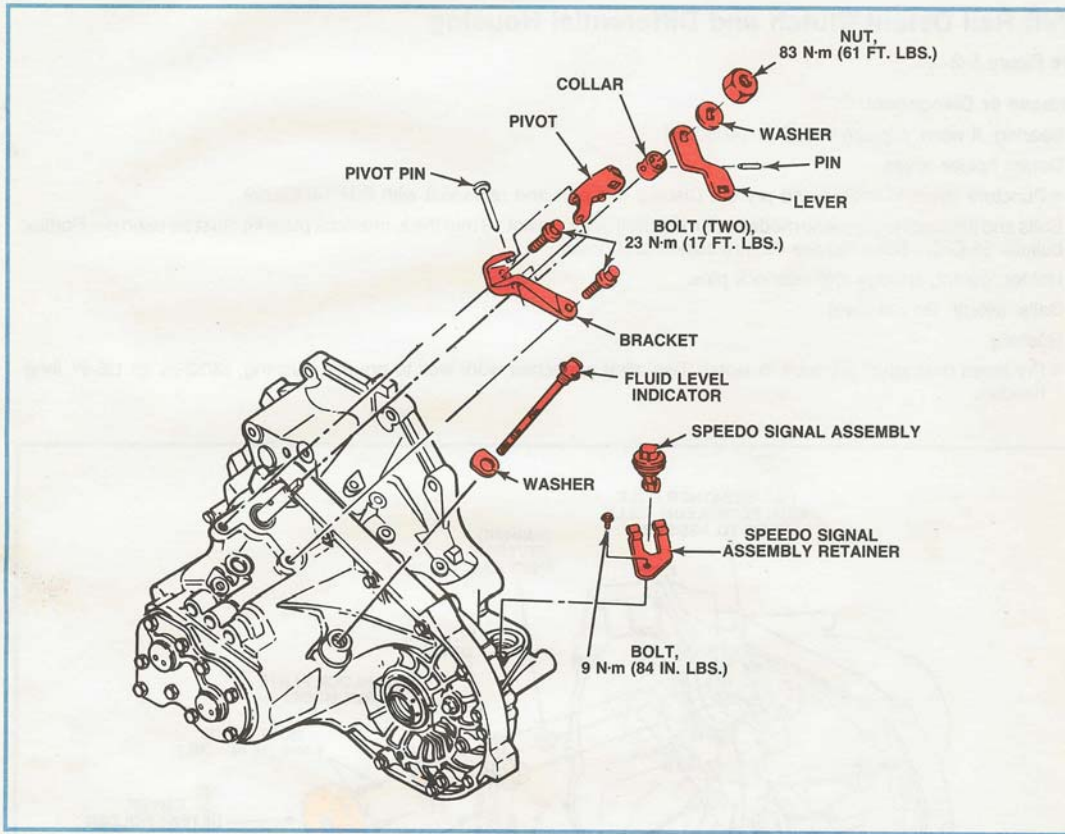 NUT,
83 N·m (61 FT. LBS.)
COLLAR
PIVOT
WASHER
PIVOT PIN
PIN
LEVER
BOLT (TWO),
23 N·m (17 FT. LBS.)
BRACKET
FLUID LEVEL
INDICATOR
SPEEDO SIGNAL ASSEMBLY
WASHER
SPEEDO SIGNAL
ASSEMBLY RETAINER
BOLT,
9 N·m (84 IN. LBS.)